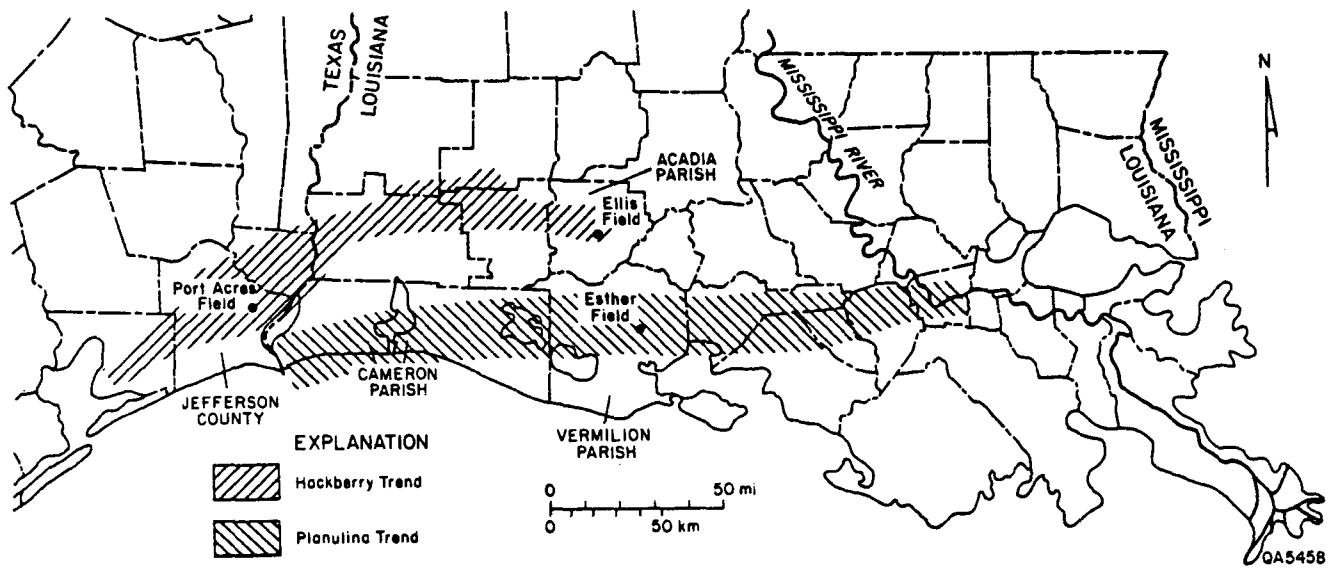 TEXAS
LOUISIANA
MISSISSIPPI
RIVER
N
MISSISSIPPI
LOUISIANA
ACADIA
PARISH
Ellis
Field
Port Acres
Field
Esther
Field
CAMERON
PARISH
JEFFERSON
COUNTY
VERMILION
PARISH
EXPLANATION
Hackberry Trend
Planulina Trend
0 50 mi
0 50 km
QA5458